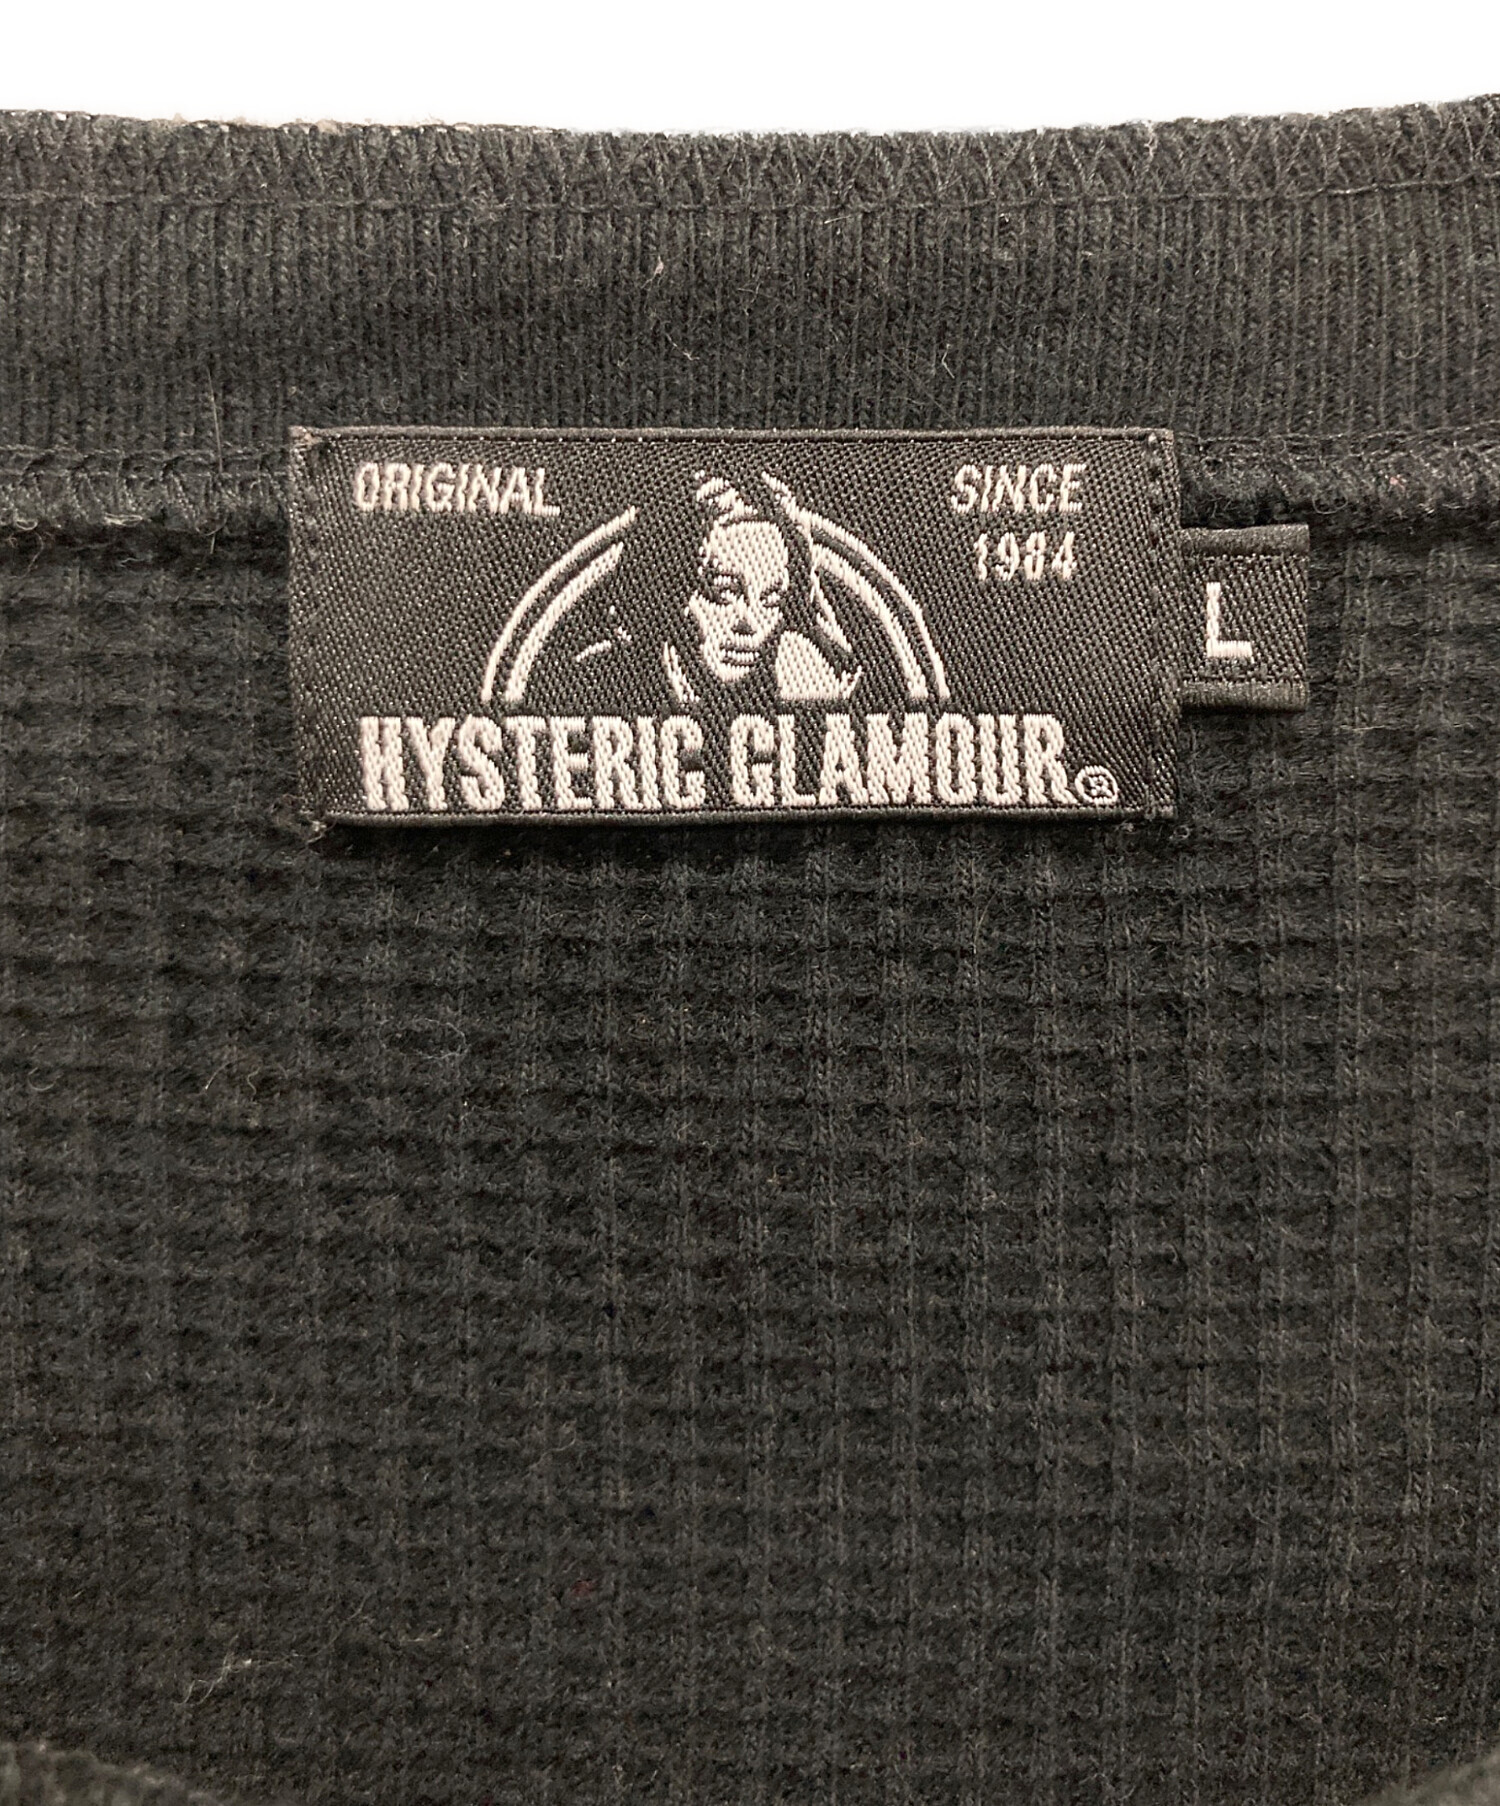 ORIGINAL
SINCE
1984
HYSTERIC GLAMOUR®
L